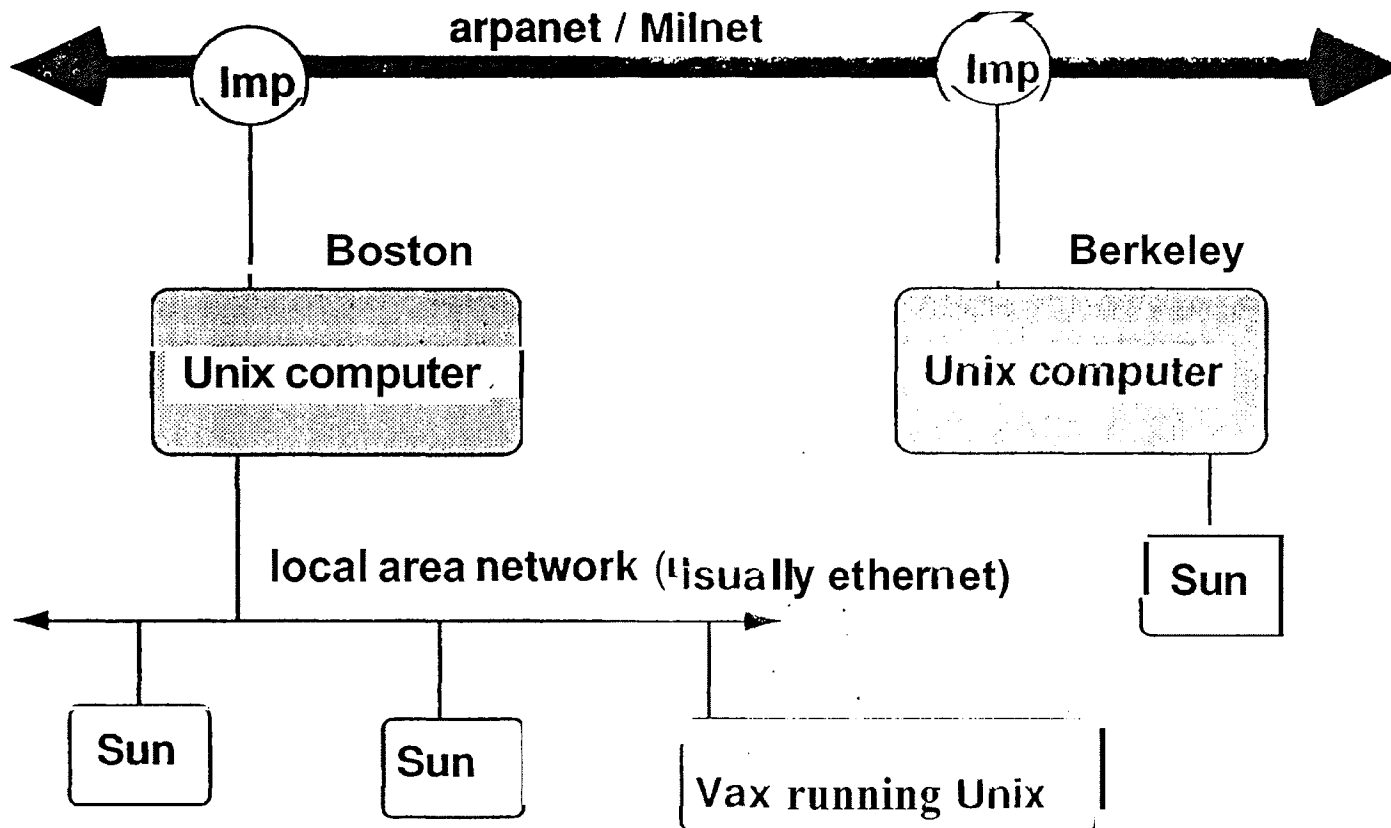 arpanet / Milnet
Imp
Imp
Boston
Berkeley
Unix computer
Unix computer
local area network (usually ethernet)
Sun
Sun
Sun
Vax running Unix